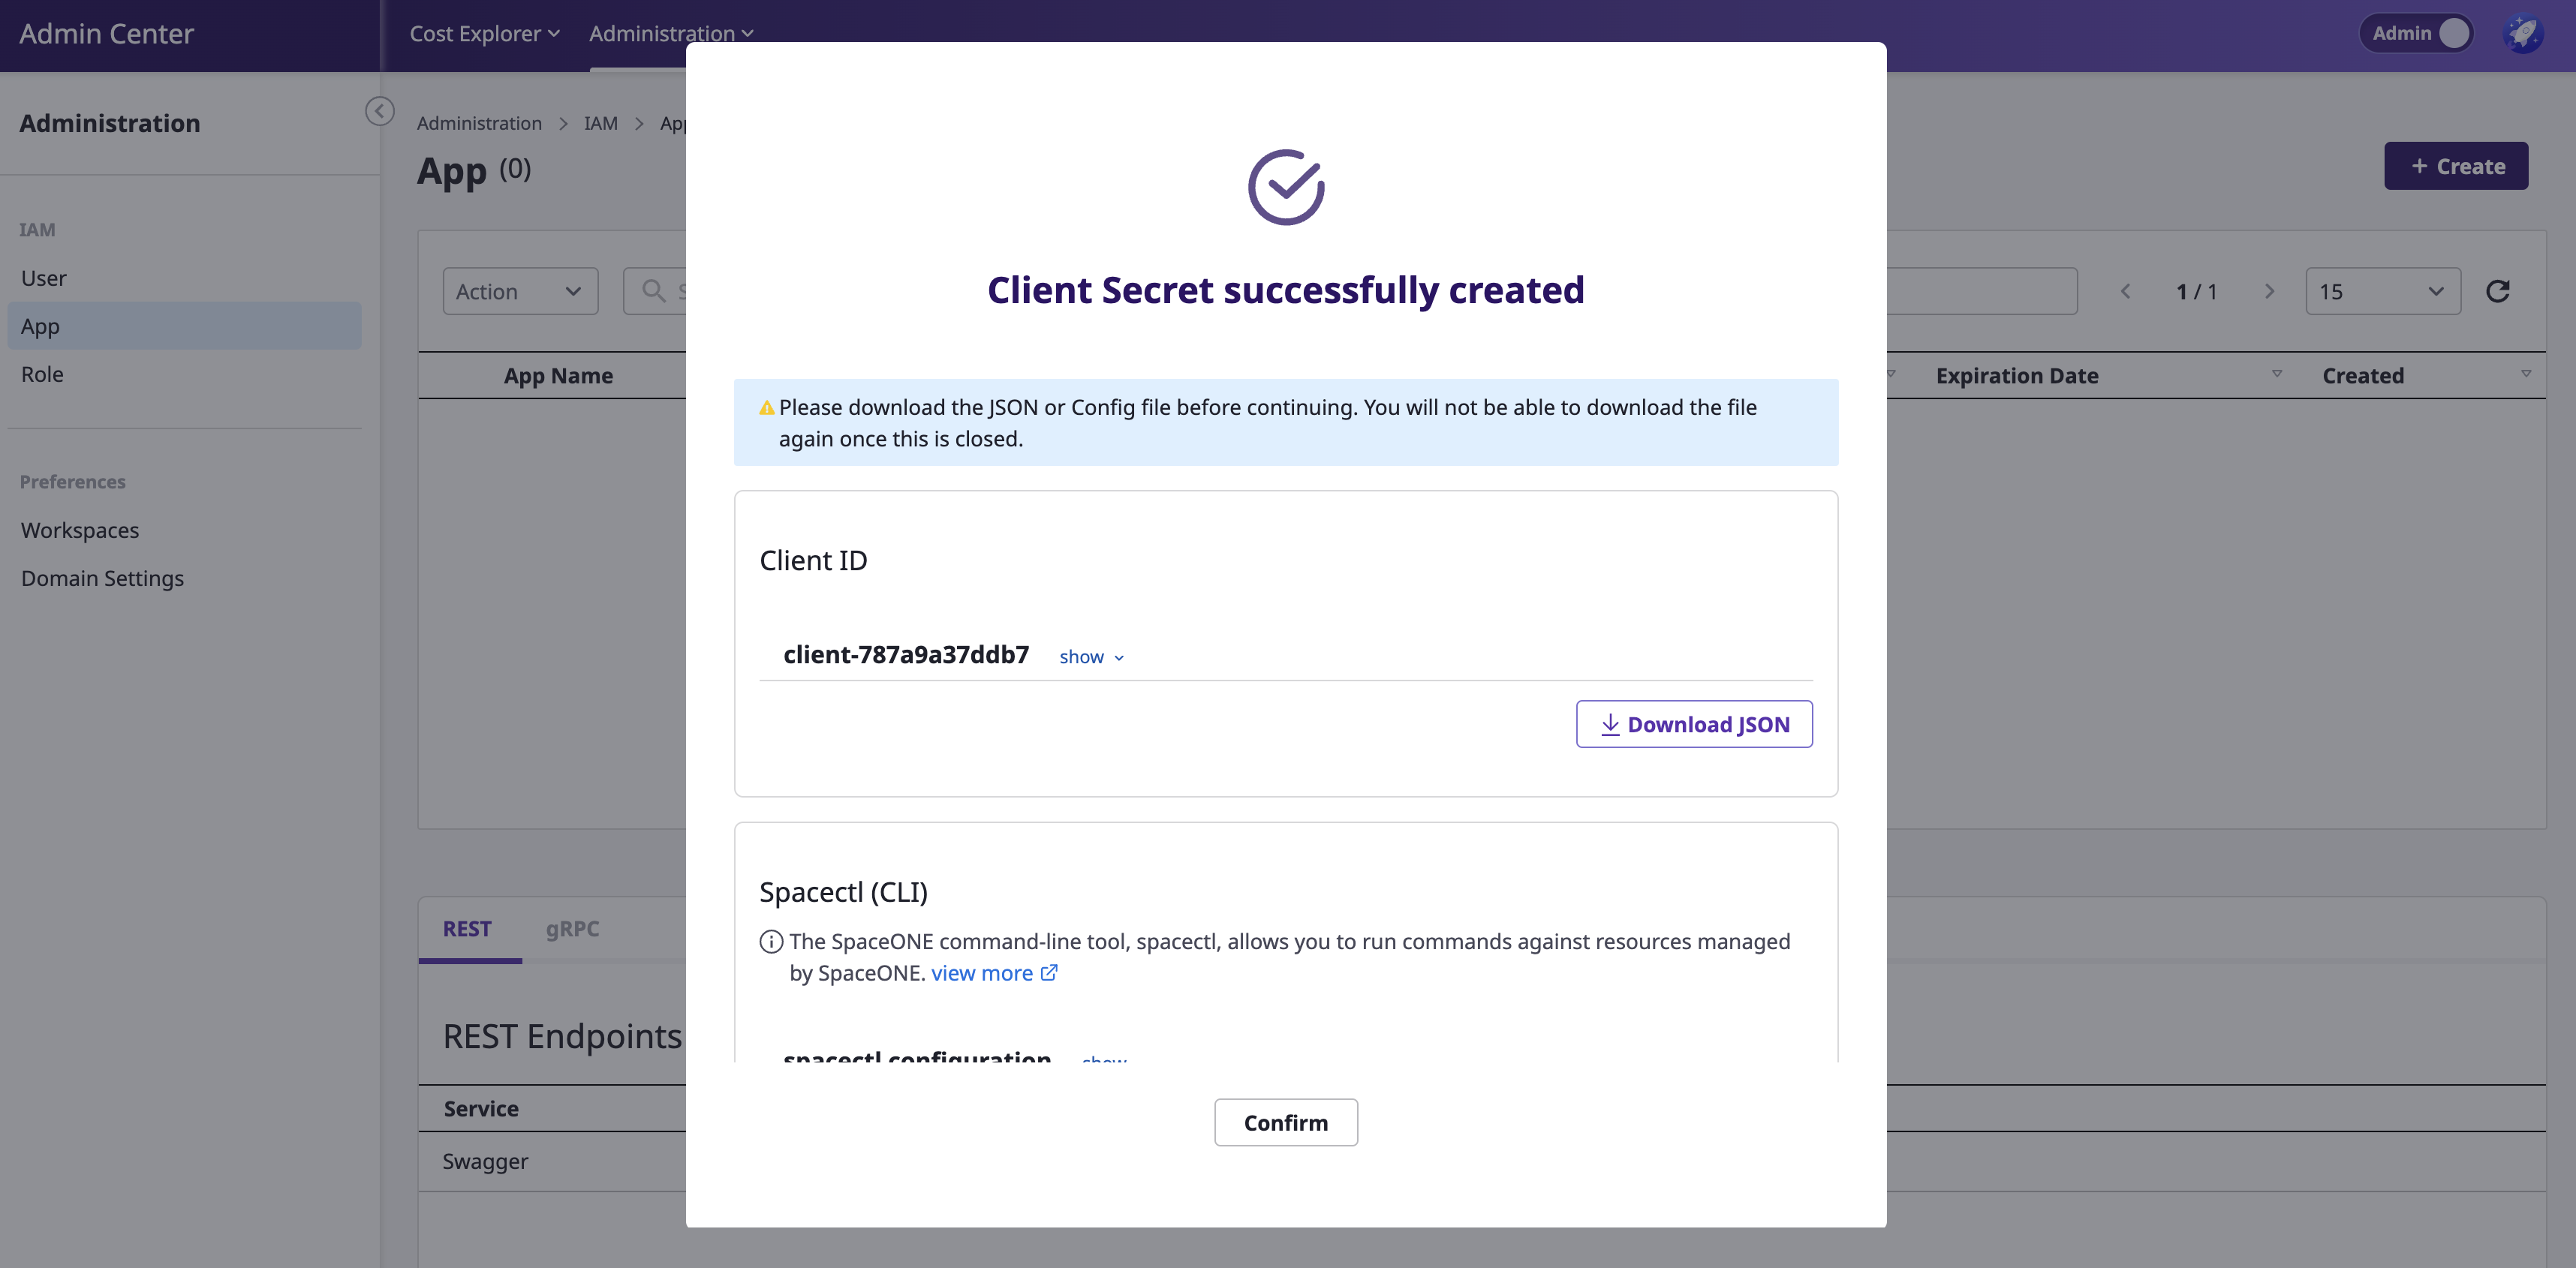 Admin Center
Cost Explorer
Administration
Admin
Administration
IAM
User
App
Role
Preferences
Workspaces
Domain Settings
Administration > IAM > App
App (0)
+ Create
Action
1 / 1
15
App Name
Expiration Date
Created
REST
gRPC
REST Endpoints
Service
Swagger
Client Secret successfully created
Please download the JSON or Config file before continuing. You will not be able to download the file
again once this is closed.
Client ID
client-787a9a37ddb7
show
Download JSON
Spacectl (CLI)
The SpaceONE command-line tool, spacectl, allows you to run commands against resources managed
by SpaceONE. view more
spacectl configuration
show
Confirm